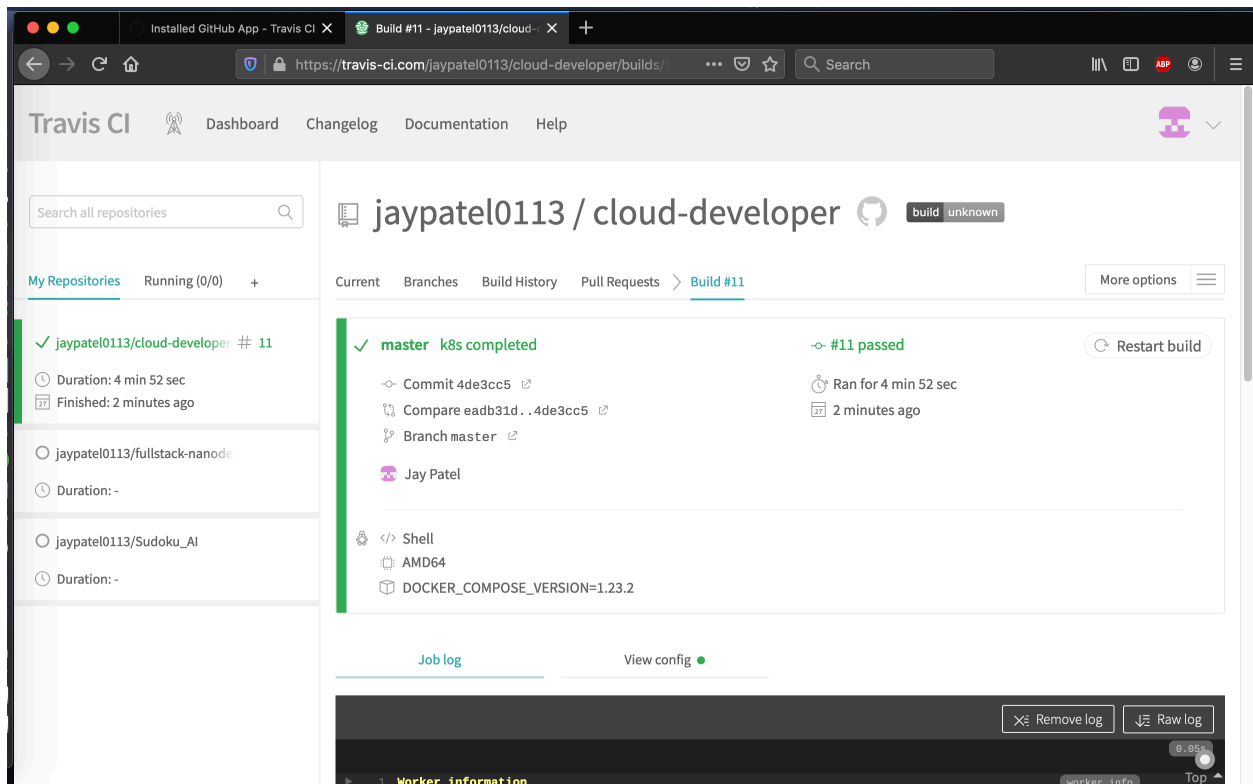 Installed GitHub App - Travis CI
Build #11 - jaypatel0113/cloud-
https://travis-ci.com/jaypatel0113/cloud-developer/builds/
Search
ABP
Travis CI
Dashboard
Changelog
Documentation
Help
Search all repositories
jaypatel0113 / cloud-developer
build unknown
My Repositories
Running (0/0)
+
Current
Branches
Build History
Pull Requests
Build #11
More options
jaypatel0113/cloud-developer # 11
Duration: 4 min 52 sec
Finished: 2 minutes ago
jaypatel0113/fullstack-nanode
Duration: -
jaypatel0113/Sudoku_AI
Duration: -
master k8s completed
#11 passed
Restart build
Commit 4de3cc5
Ran for 4 min 52 sec
Compare eadb31d..4de3cc5
27 2 minutes ago
Branch master
Jay Patel
</> Shell
AMD64
DOCKER_COMPOSE_VERSION=1.23.2
Job log
View config
Remove log
Raw log
0.05s
1 Worker information
worker_info
Top